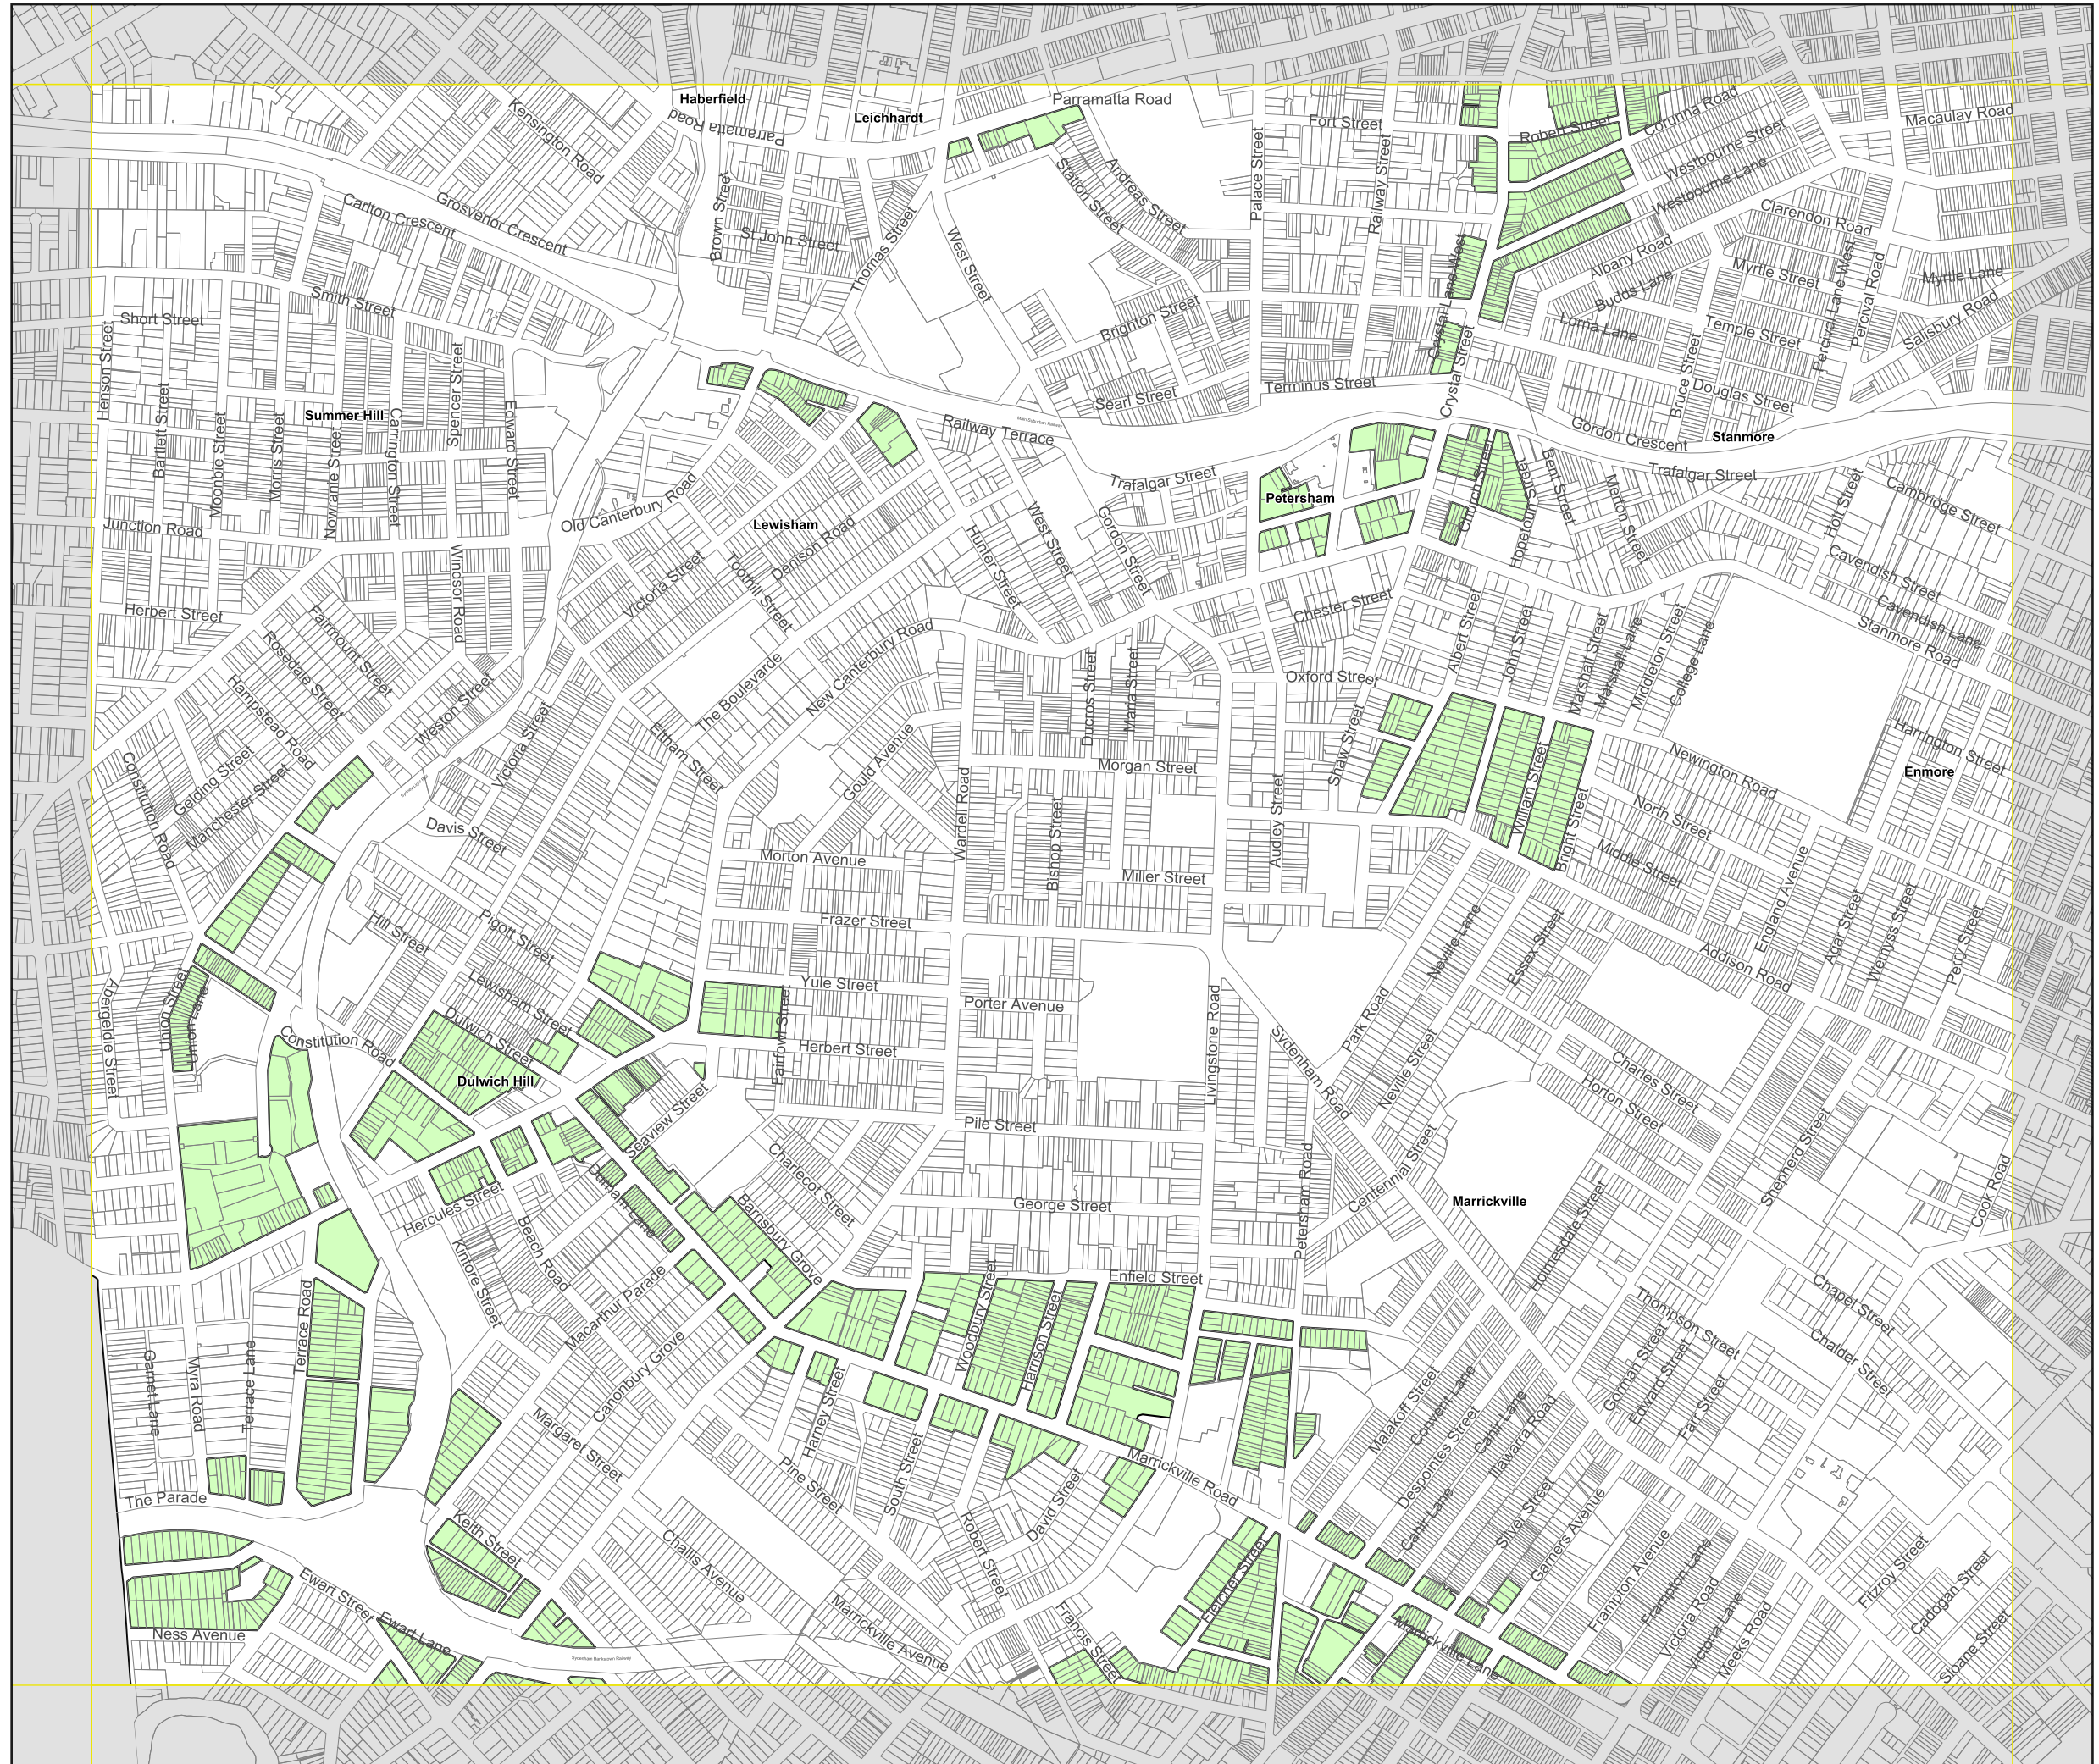 Haberfield
Parramatta Road
Kensington Road
Parramatta Road
Leichhardt
Fort Street
Robert Street
Corunna Road
Macaulay Road
Westbourne Street
Westbourne Lane
Palace Street
Railway Street
Andreas Street
Station Street
Carlton Crescent
Grosvenor Crescent
Brown Street
St John Street
Thomas Street
West Street
Clarendon Road
Albany Road
Myrtle Street
Percival Lane West
Percival Road
Myrtle Lane
Budds Lane
Smith Street
Short Street
Henson Street
Brighton Street
Crystal Lane West
Lorna Lane
Temple Street
Salisbury Road
Crystal Street
Bruce Street
Spencer Street
Terminus Street
Searl Street
Douglas Street
Gordon Crescent
Stanmore
Summer Hill
Bartlett Street
Moonbie Street
Morris Street
Nowranie Street
Carrington Street
Edward Street
Railway Terrace
Main Suburban Railway
Trafalgar Street
Trafalgar Street
Church Street
Bent Street
Hopetoun Street
Merton Street
Holt Street
Cambridge Street
Petersham
Old Canterbury Road
Lewisham
Denison Road
Junction Road
West Street
Gordon Street
Hunter Street
Cavendish Street
Cavendish Lane
Stanmore Road
Windsor Road
Victoria Street
Toothill Street
Herbert Street
Fairmount Street
Rosedale Street
Hampstead Road
Chester Street
Albert Street
John Street
Marshall Street
Marshall Lane
Middleton Street
College Lane
New Canterbury Road
The Boulevarde
Ducros Street
Maria Street
Oxford Street
Weston Street
Victoria Street
Eltham Street
Gould Avenue
Shaw Street
Harrington Street
Newington Road
Enmore
Constitution Road
Gelding Street
Manchester Street
Morgan Street
Wardell Road
Bishop Street
Audley Street
William Street
Bright Street
North Street
Middle Street
Davis Street
Morton Avenue
Miller Street
England Avenue
Agar Street
Wemyss Street
Perry Street
Hill Street
Pigott Street
Frazer Street
Neville Lane
Essex Street
Addison Road
Union Street
Union Lane
Abergeldie Street
Lewisham Street
Yule Street
Porter Avenue
Livingstone Road
Park Road
Constitution Road
Dulwich Street
Fairfowl Street
Herbert Street
Sydenham Road
Neville Street
Charles Street
Horton Street
Dulwich Hill
Seaview Street
Pile Street
Charlecot Street
Petersham Road
Centennial Street
Shepherd Street
Cook Road
Durham Lane
Hercules Street
Beach Road
Kintore Street
Barnsbury Grove
George Street
Marrickville
Homesdale Street
Macarthur Parade
Canonbury Grove
Enfield Street
Woodbury Street
Harrison Street
Thompson Street
Chapel Street
Chalder Street
Gorman Street
Edward Street
Farr Street
Terrace Road
Terrace Lane
Myra Road
Garnet Lane
Harney Street
Margaret Street
Pine Street
South Street
Malakoff Street
Convent Lane
Despointes Street
Calvert Lane
Illawarra Road
Marrickville Road
David Street
Robert Street
Silver Street
Garners Avenue
Calvert Lane
The Parade
Keith Street
Challis Avenue
Fletcher Street
Frampton Avenue
Frampton Lane
Victoria Road
Victoria Lane
Meeks Road
Fitzroy Street
Cadogan Street
Sloane Street
Ewart Street
Ewart Lane
Ness Avenue
Marrickville Avenue
Francis Street
Marrickville Lane
Sydenham Bankstown Railway